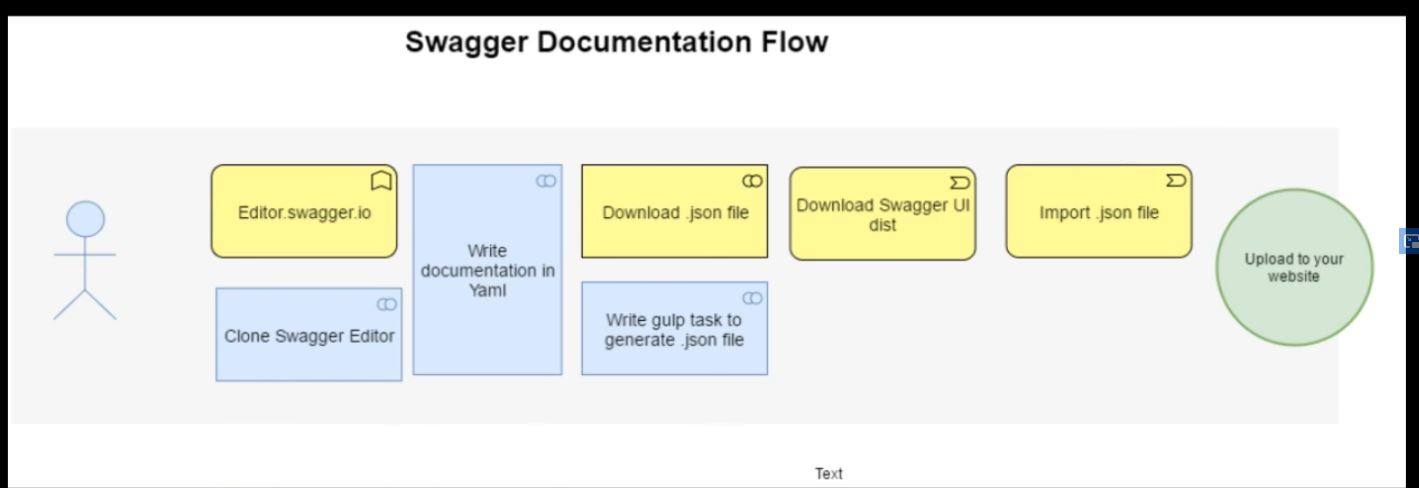 Swagger Documentation Flow
Editor.swagger.io
Clone Swagger Editor
Write
documentation in
Yaml
Download .json file
Write gulp task to
generate .json file
Download Swagger UI
dist
Import .json file
Upload to your
website
Text